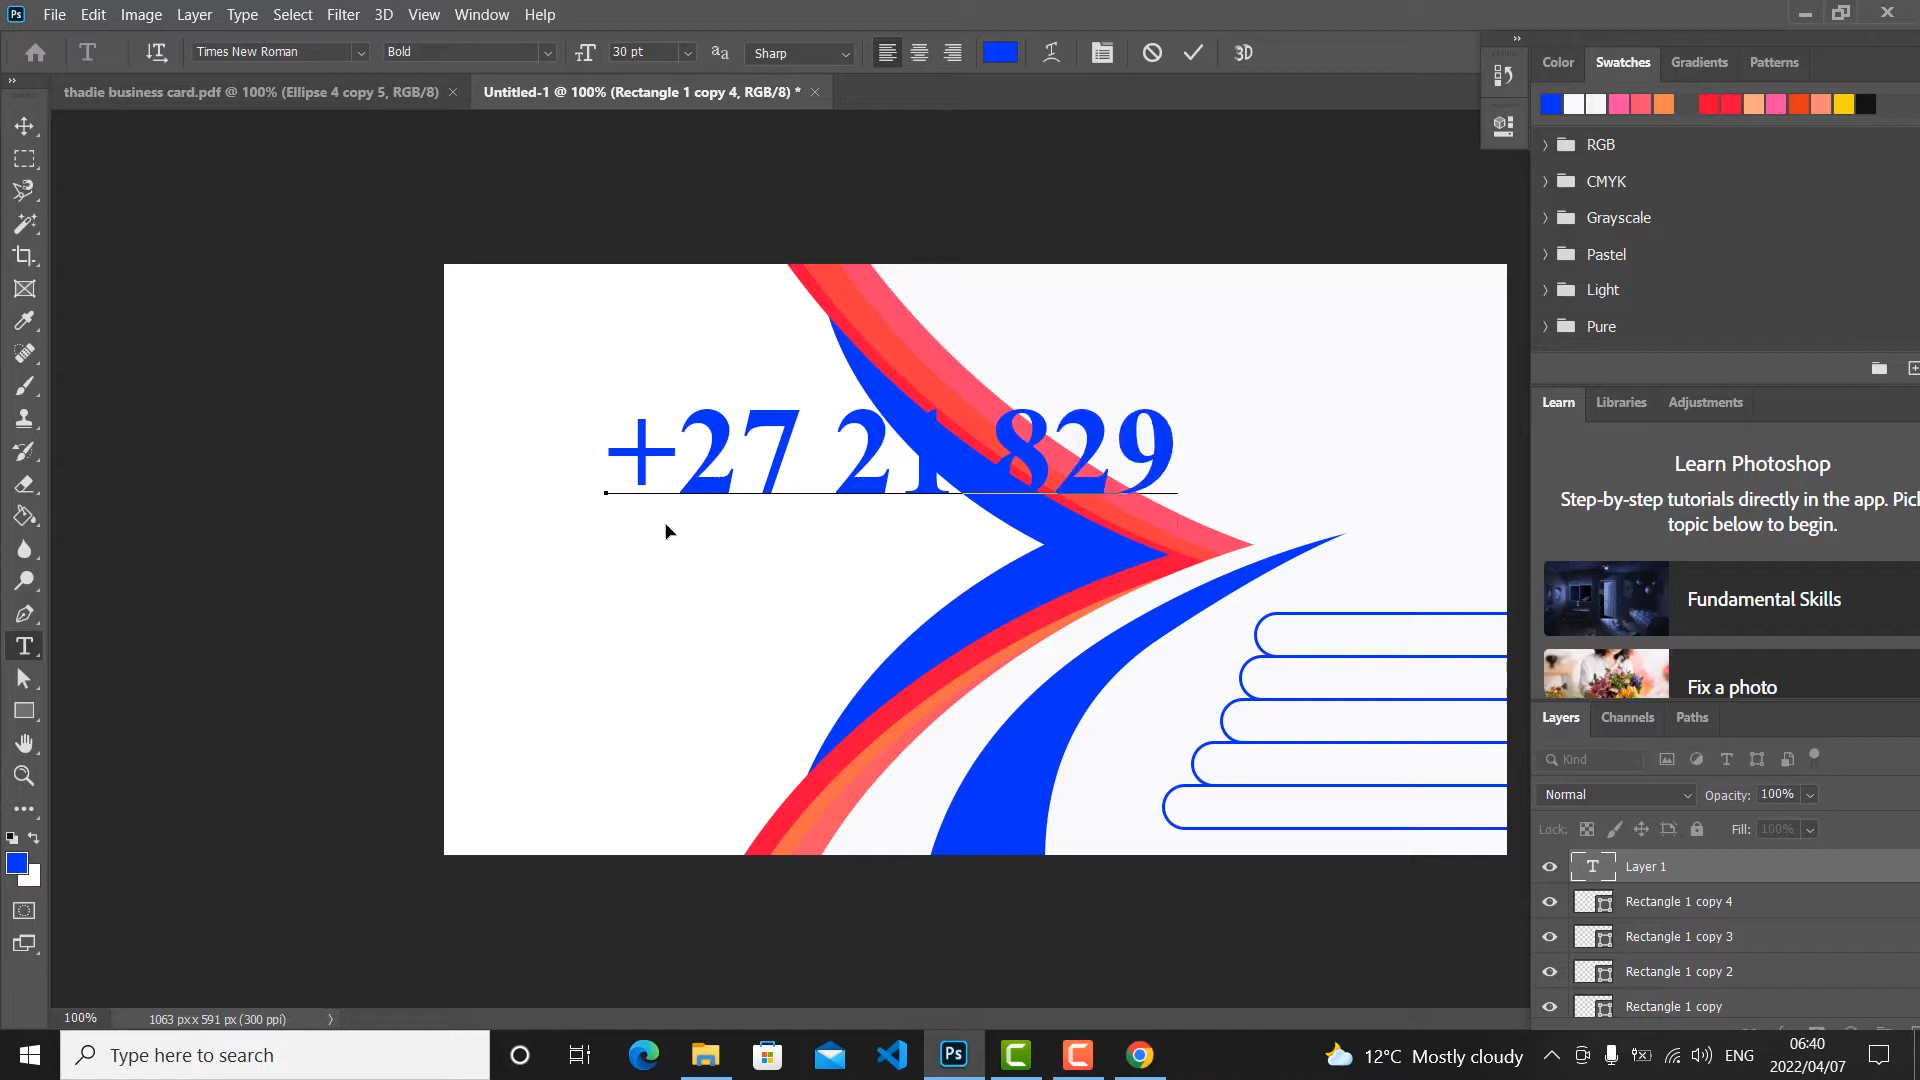 Ps File Edit Image Layer Type Select Filter 3D View Window Help
T T Times New Roman Bold T 30 pt aa Sharp 3D
thadie business card.pdf @ 100% (Ellipse 4 copy 5, RGB/8) × Untitled-1 @ 100% (Rectangle 1 copy 4, RGB/8) * ×
Color Swatches Gradients Patterns
RGB
CMYK
Grayscale
Pastel
Light
Pure
Learn Libraries Adjustments
Learn Photoshop
Step-by-step tutorials directly in the app. Pick
topic below to begin.
Fundamental Skills
Fix a photo
+27 21 829
Layers Channels Paths
Kind
Normal Opacity: 100%
Lock: Fill: 100%
T Layer 1
Rectangle 1 copy 4
Rectangle 1 copy 3
Rectangle 1 copy 2
Rectangle 1 copy
100% 1063 px x 591 px (300 ppi)
Type here to search
Ps
12°C Mostly cloudy
ENG
06:40
2022/04/07